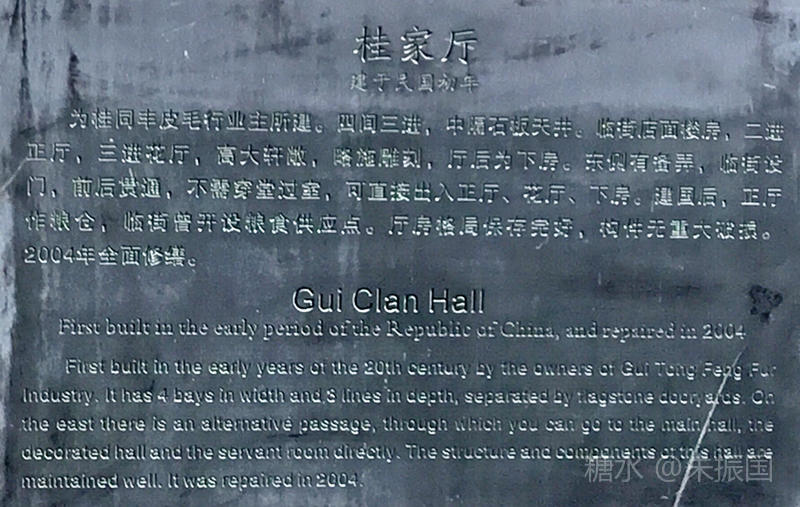 桂家厅
建于民国初年
为桂同丰皮毛行业主所建。四间三进，中隔石板天井。临街店面楼房，二进
正厅，三进花厅，高大轩敞，略施雕刻，厅后为下房。东侧有备弄，临街设
门，前后贯通，不需穿堂过室，可直接出入正厅、花厅、下房。建国后，正厅
作粮仓，临街曾开设粮食供应点。厅房格局保存完好，构件无重大破损。
2004年全面修缮。
Gui Clan Hall
First built in the early period of the Republic of China, and repaired in 2004
First built in the early years of the 20th century by the owners of Gui Tong Feng Fur
Industry. It has 4 bays in width and 3 lines in depth, separated by flagstone dooryards. On
the east there is an alternative passage, through which you can go to the main hall, the
decorated hall and the servant room directly. The structure and components of this hall are
maintained well. It was repaired in 2004.
糖水 @朱振国